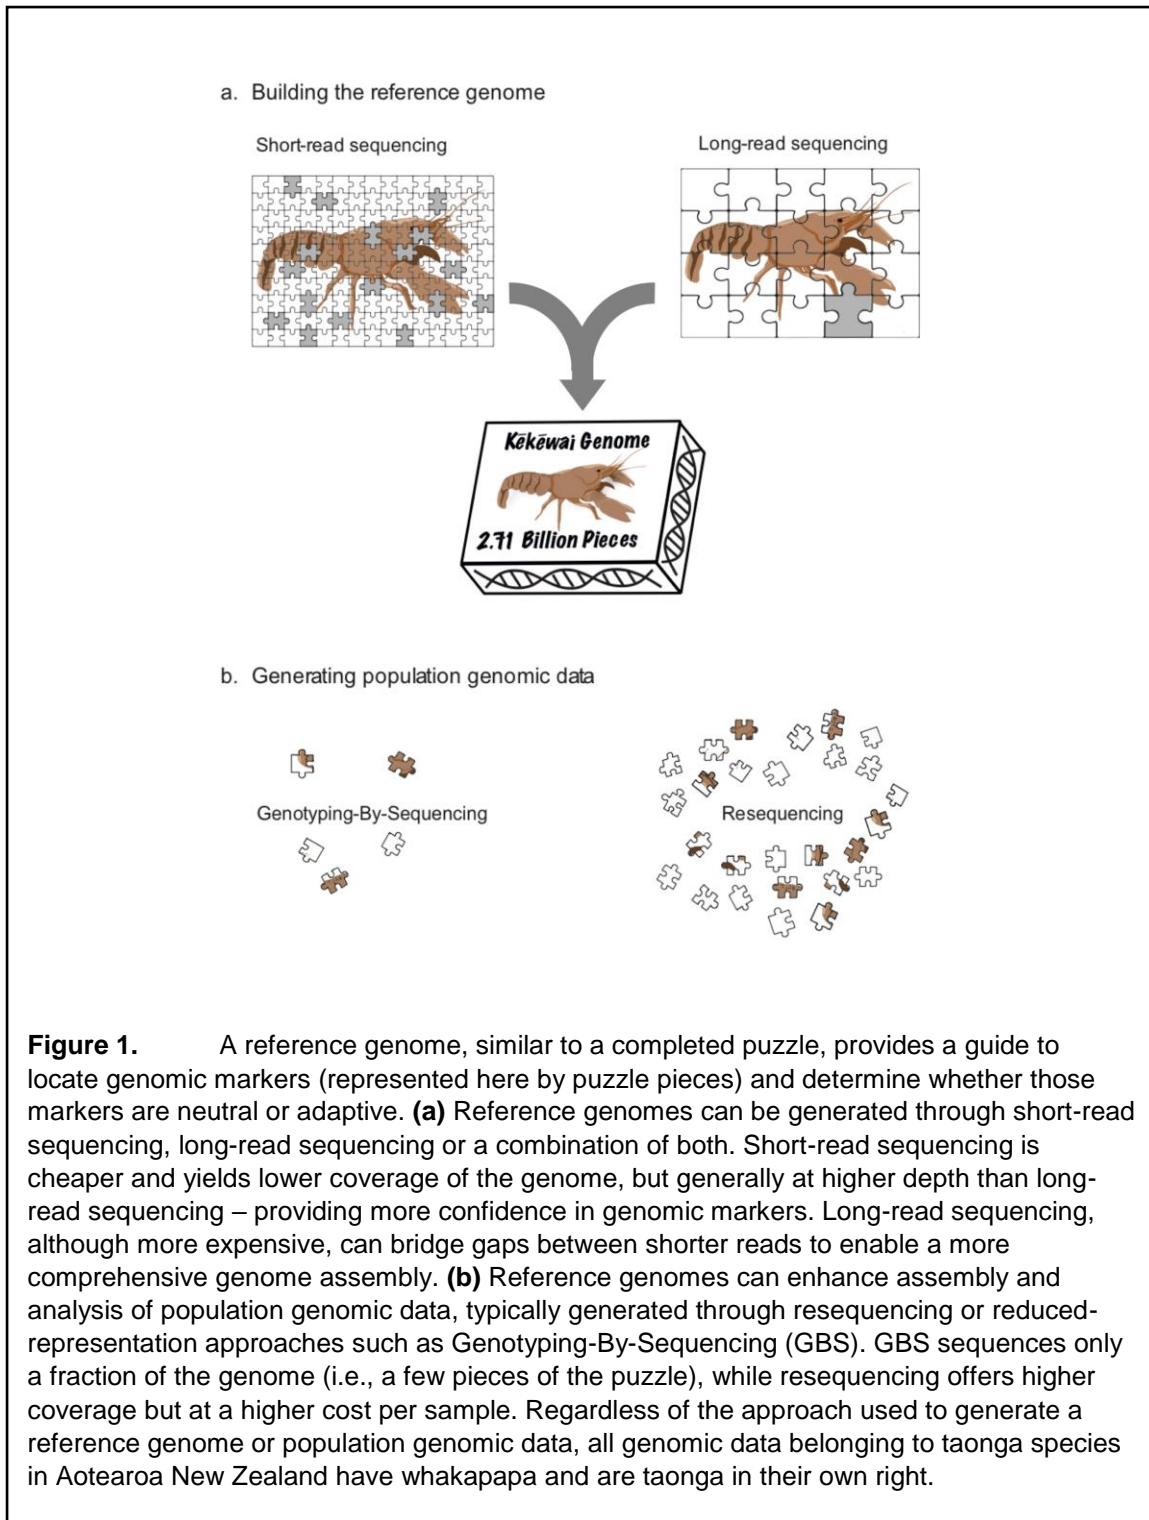 a. Building the reference genome
Short-read sequencing
Long-read sequencing
Kēkēwai Genome
2.71 Billion Pieces
b. Generating population genomic data
Genotyping-By-Sequencing
Resequencing
Figure 1. A reference genome, similar to a completed puzzle, provides a guide to
locate genomic markers (represented here by puzzle pieces) and determine whether those
markers are neutral or adaptive. (a) Reference genomes can be generated through short-read
sequencing, long-read sequencing or a combination of both. Short-read sequencing is
cheaper and yields lower coverage of the genome, but generally at higher depth than long-
read sequencing – providing more confidence in genomic markers. Long-read sequencing,
although more expensive, can bridge gaps between shorter reads to enable a more
comprehensive genome assembly. (b) Reference genomes can enhance assembly and
analysis of population genomic data, typically generated through resequencing or reduced-
representation approaches such as Genotyping-By-Sequencing (GBS). GBS sequences only
a fraction of the genome (i.e., a few pieces of the puzzle), while resequencing offers higher
coverage but at a higher cost per sample. Regardless of the approach used to generate a
reference genome or population genomic data, all genomic data belonging to taonga species
in Aotearoa New Zealand have whakapapa and are taonga in their own right.